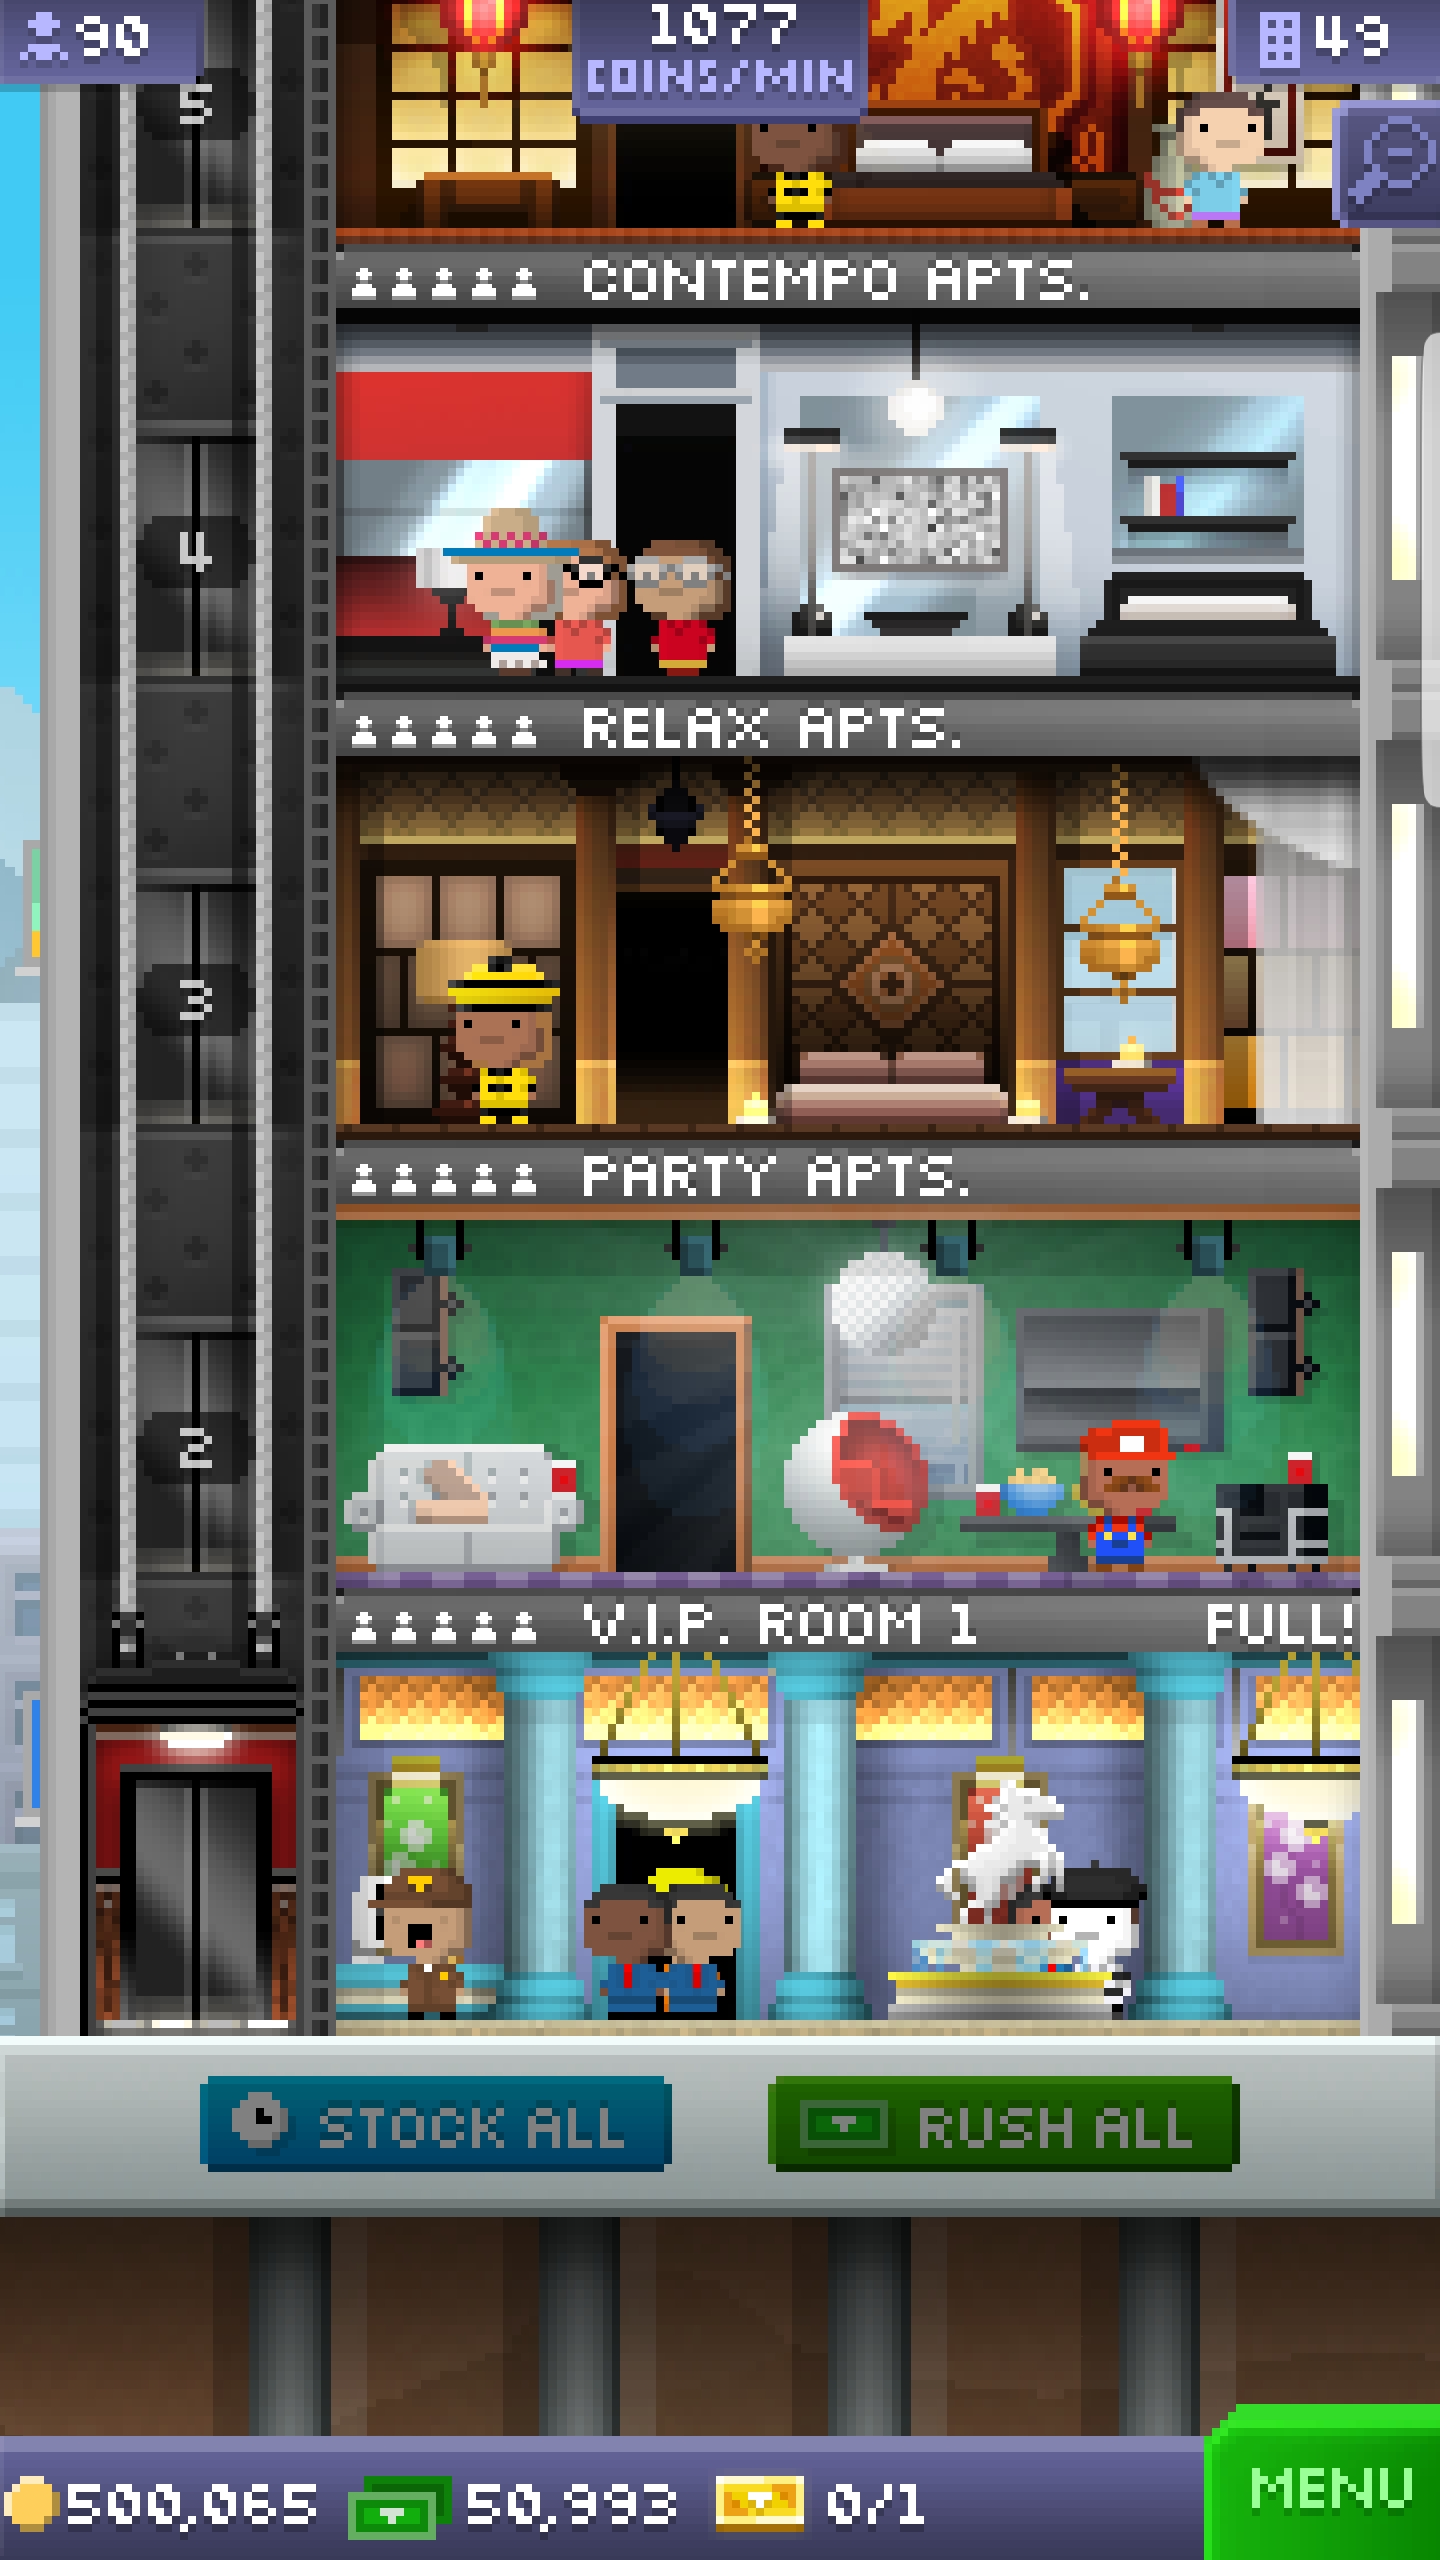 90
1077
COINS/MIN
49
5
CONTEMPO APTS.
4
RELAX APTS.
3
PARTY APTS.
2
V.I.P. ROOM 1 FULL!
STOCK ALL
RUSH ALL
500,065
50,993
0/1
MENU